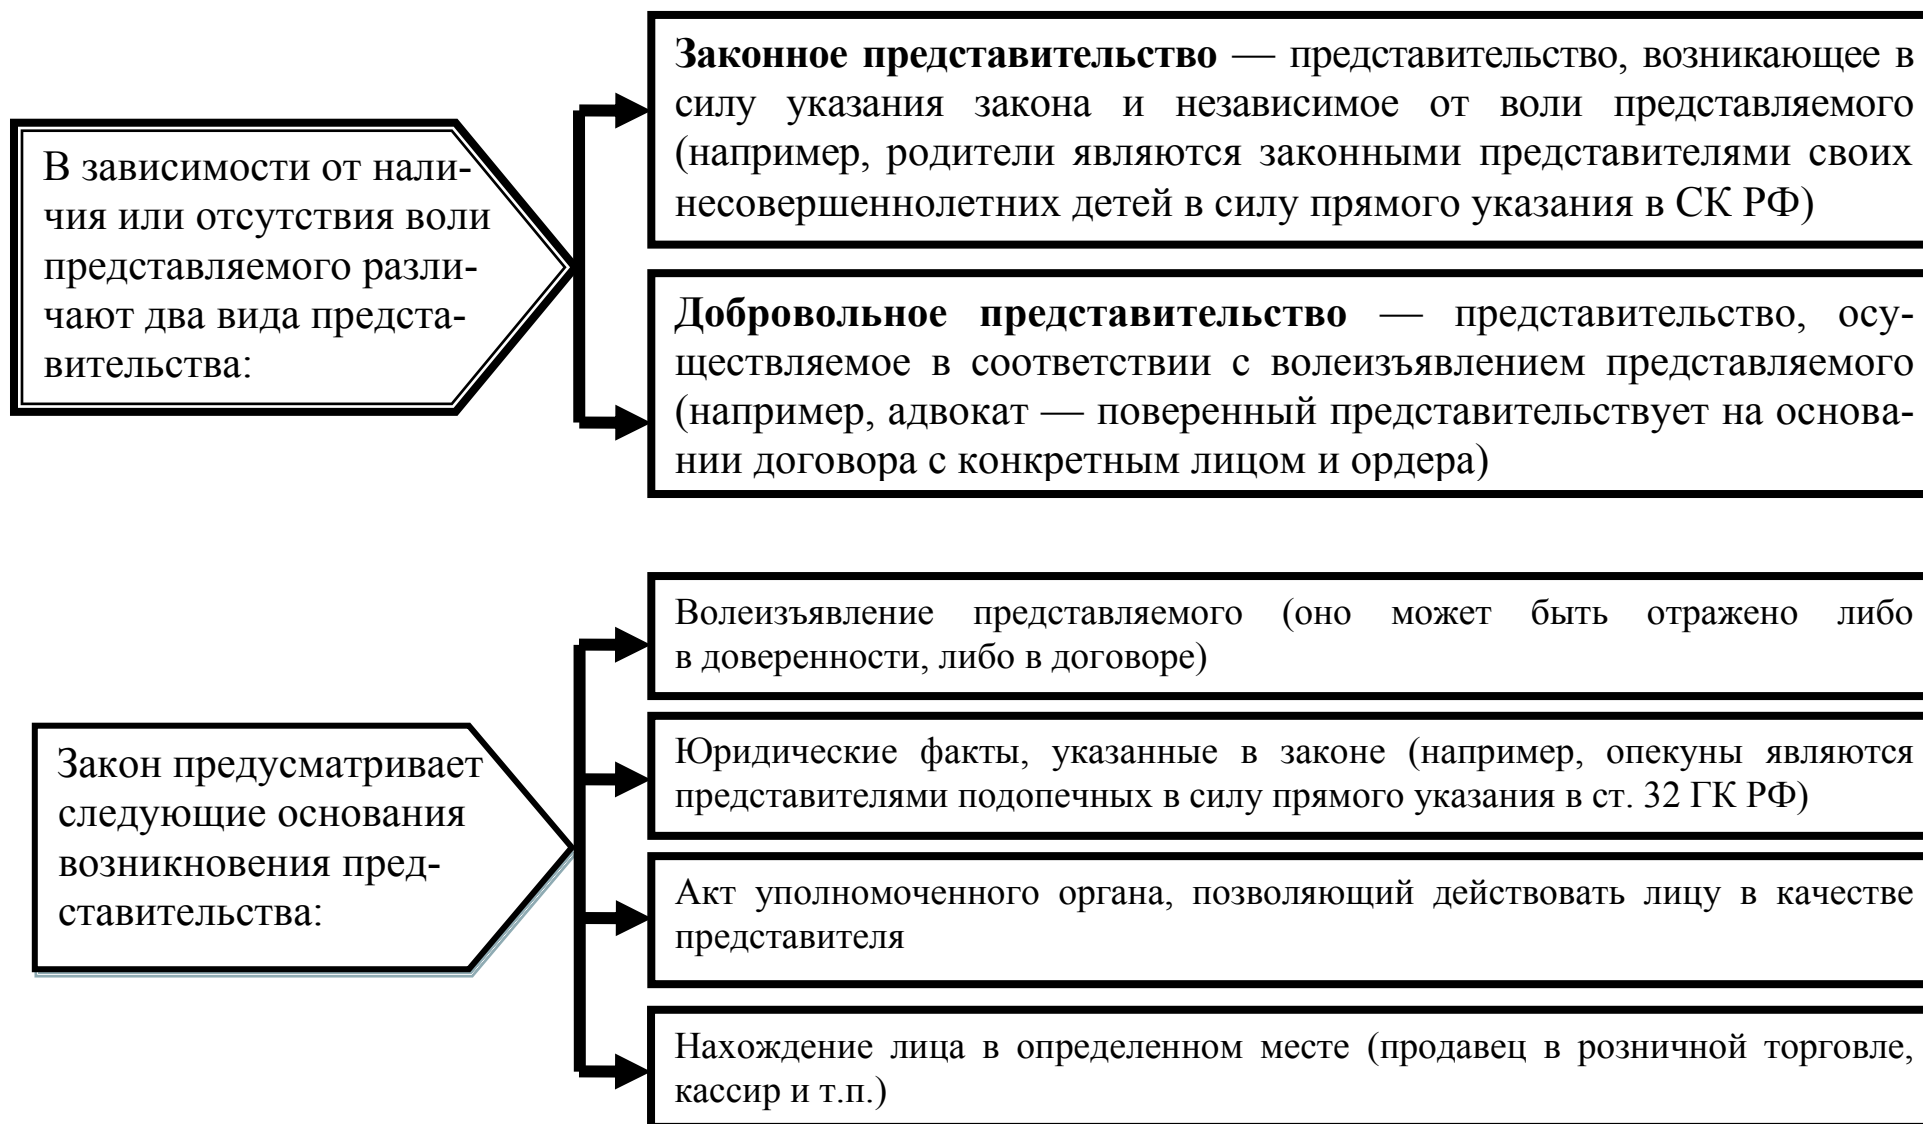 В зависимости от нали-
чия или отсутствия воли
представляемого разли-
чают два вида предста-
вительства:
Законное представительство — представительство, возникающее в
силу указания закона и независимое от воли представляемого
(например, родители являются законными представителями своих
несовершеннолетних детей в силу прямого указания в СК РФ)
Добровольное представительство — представительство, осу-
ществляемое в соответствии с волеизъявлением представляемого
(например, адвокат — поверенный представительствует на основа-
нии договора с конкретным лицом и ордера)
Закон предусматривает
следующие основания
возникновения пред-
ставительства:
Волеизъявление представляемого (оно может быть отражено либо
в доверенности, либо в договоре)
Юридические факты, указанные в законе (например, опекуны являются
представителями подопечных в силу прямого указания в ст. 32 ГК РФ)
Акт уполномоченного органа, позволяющий действовать лицу в качестве
представителя
Нахождение лица в определенном месте (продавец в розничной торговле,
кассир и т.п.)